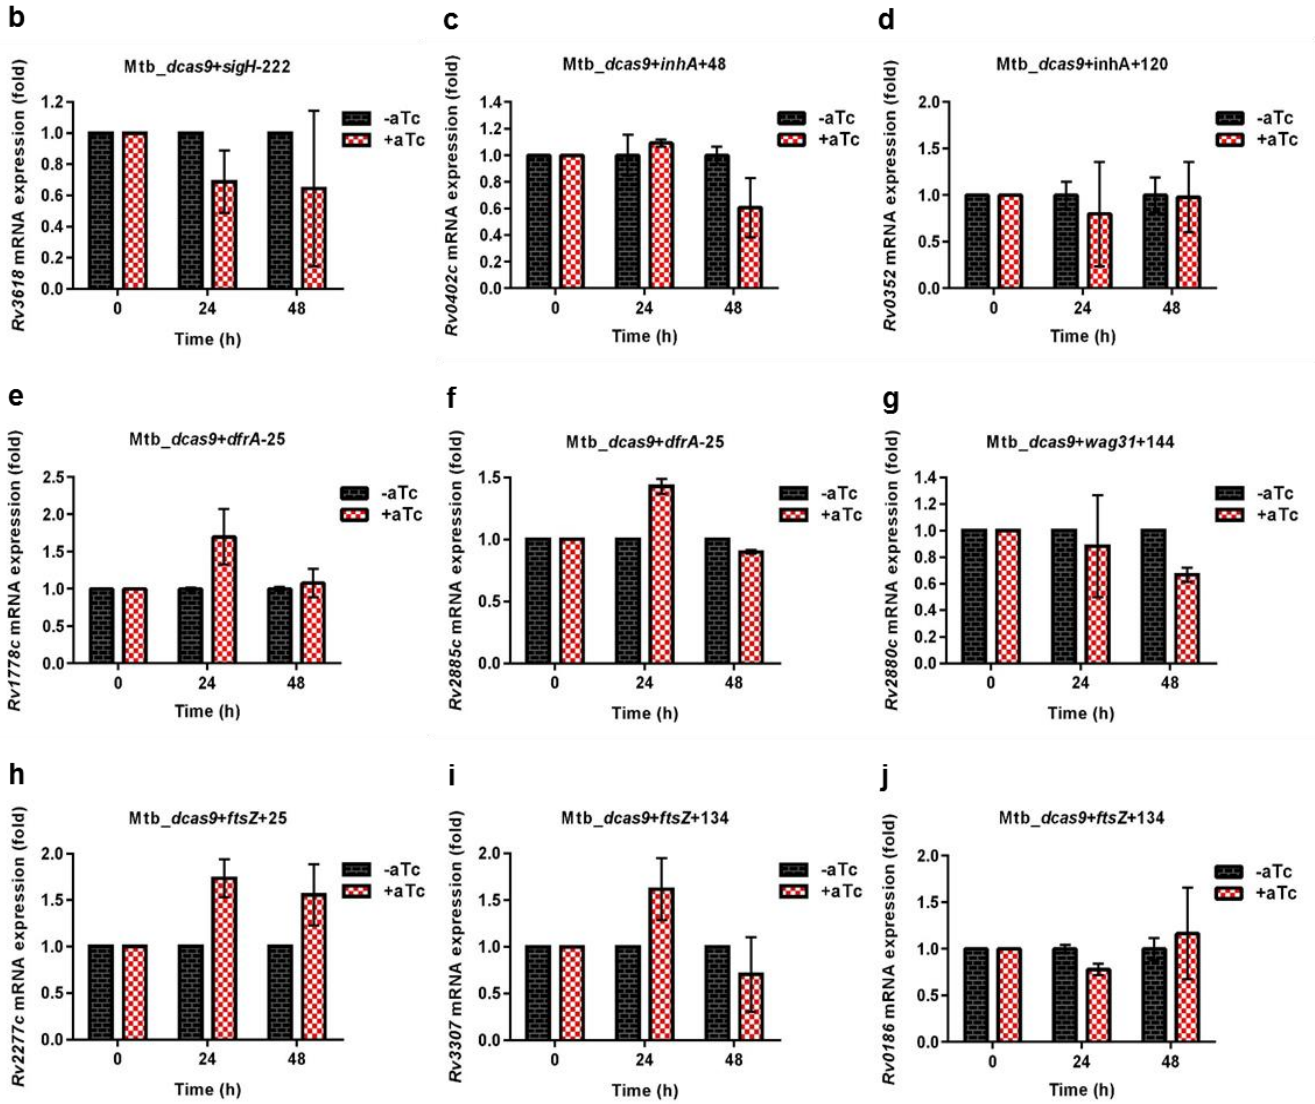 b
Mtb_dcas9+sigH-222
Rv3618 mRNA expression (fold)
1.2
1.0
0.8
0.6
0.4
0.2
0.0
0 24 48
Time (h)
-aTc
+aTc
c
Mtb_dcas9+inhA+48
Rv0402c mRNA expression (fold)
1.4
1.2
1.0
0.8
0.6
0.4
0.2
0.0
0 24 48
Time (h)
-aTc
+aTc
d
Mtb_dcas9+inhA+120
Rv0352 mRNA expression (fold)
2.0
1.5
1.0
0.5
0.0
0 24 48
Time (h)
-aTc
+aTc
e
Mtb_dcas9+dfrA-25
Rv1778c mRNA expression (fold)
2.5
2.0
1.5
1.0
0.5
0.0
0 24 48
Time (h)
-aTc
+aTc
f
Mtb_dcas9+dfrA-25
Rv2885c mRNA expression (fold)
1.5
1.0
0.5
0.0
0 24 48
Time (h)
-aTc
+aTc
g
Mtb_dcas9+wag31+144
Rv2880c mRNA expression (fold)
1.4
1.2
1.0
0.8
0.6
0.4
0.2
0.0
0 24 48
Time (h)
-aTc
+aTc
h
Mtb_dcas9+ftsZ+25
Rv2277c mRNA expression (fold)
2.0
1.5
1.0
0.5
0.0
0 24 48
Time (h)
-aTc
+aTc
i
Mtb_dcas9+ftsZ+134
Rv3307 mRNA expression (fold)
2.0
1.5
1.0
0.5
0.0
0 24 48
Time (h)
-aTc
+aTc
j
Mtb_dcas9+ftsZ+134
Rv0186 mRNA expression (fold)
2.0
1.5
1.0
0.5
0.0
0 24 48
Time (h)
-aTc
+aTc